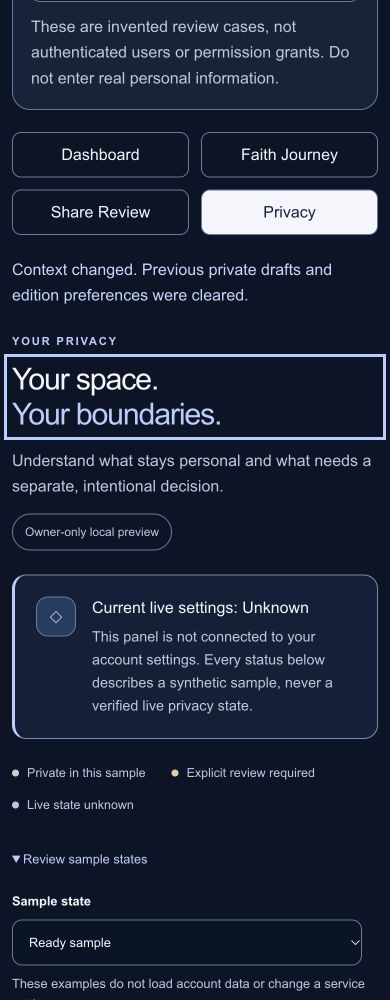 These are invented review cases, not
authenticated users or permission grants. Do
not enter real personal information.
Dashboard
Faith Journey
Share Review
Privacy
Context changed. Previous private drafts and
edition preferences were cleared.
YOUR PRIVACY
Your space.
Your boundaries.
Understand what stays personal and what needs a
separate, intentional decision.
Owner-only local preview
Current live settings: Unknown
This panel is not connected to your
account settings. Every status below
describes a synthetic sample, never a
verified live privacy state.
Private in this sample
Explicit review required
Live state unknown
Review sample states
Sample state
Ready sample
These examples do not load account data or change a service